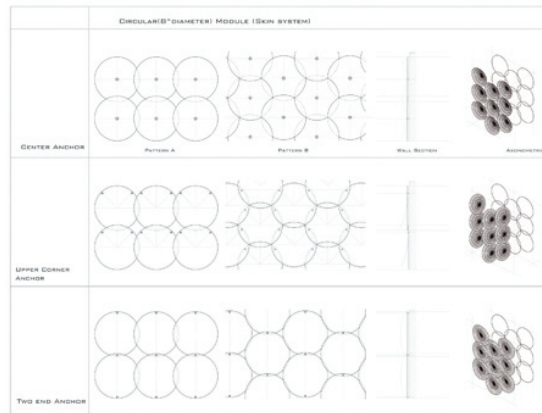 CIRCULAR(8"DIAMETER) MODULE (SKIN SYSTEM)
CENTER ANCHOR
PATTERN A
PATTERN B
WALL SECTION
AXONOMETRIC
UPPER CORNER
ANCHOR
TWO END ANCHOR